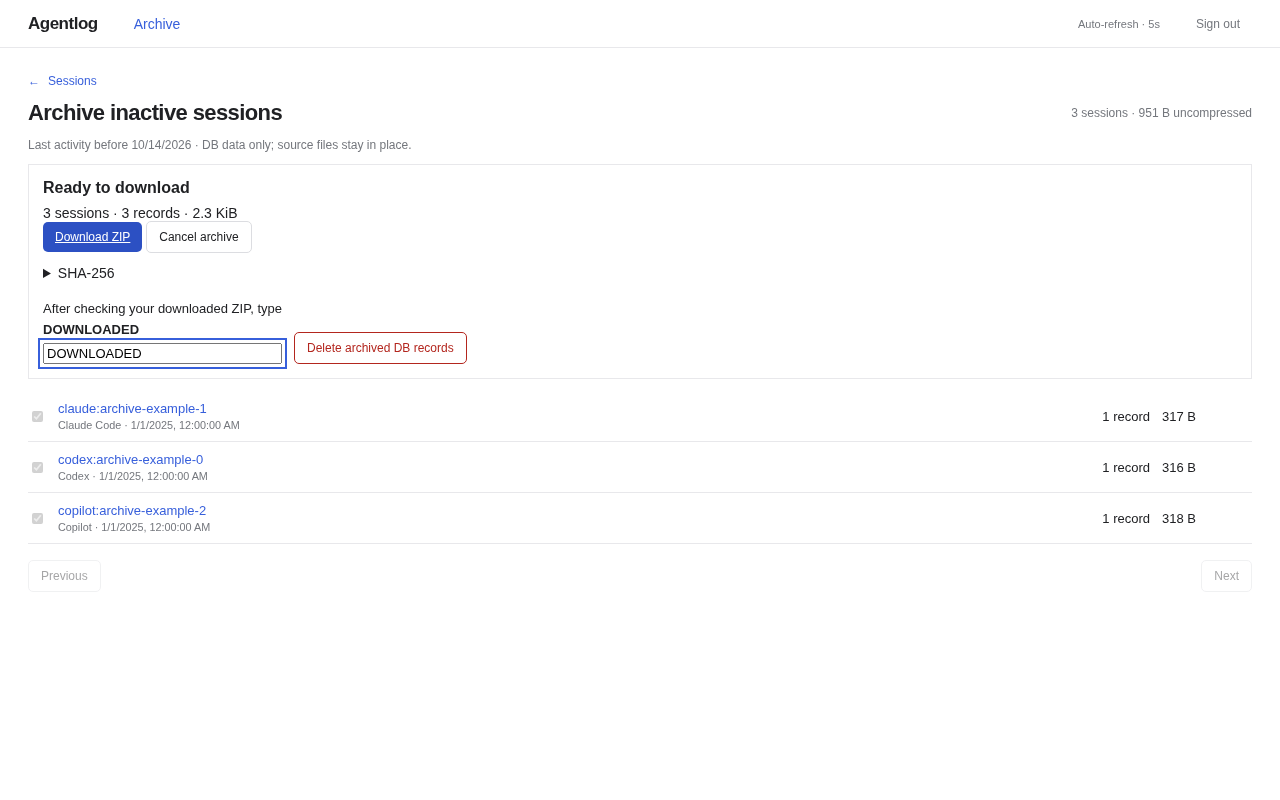 Agentlog Archive Auto-refresh · 5s Sign out
← Sessions
Archive inactive sessions 3 sessions · 951 B uncompressed
Last activity before 10/14/2026 · DB data only; source files stay in place.
Ready to download
3 sessions · 3 records · 2.3 KiB
Download ZIP Cancel archive
▶ SHA-256
After checking your downloaded ZIP, type
DOWNLOADED
DOWNLOADED Delete archived DB records
claude:archive-example-1
Claude Code · 1/1/2025, 12:00:00 AM
1 record 317 B
codex:archive-example-0
Codex · 1/1/2025, 12:00:00 AM
1 record 316 B
copilot:archive-example-2
Copilot · 1/1/2025, 12:00:00 AM
1 record 318 B
Previous Next